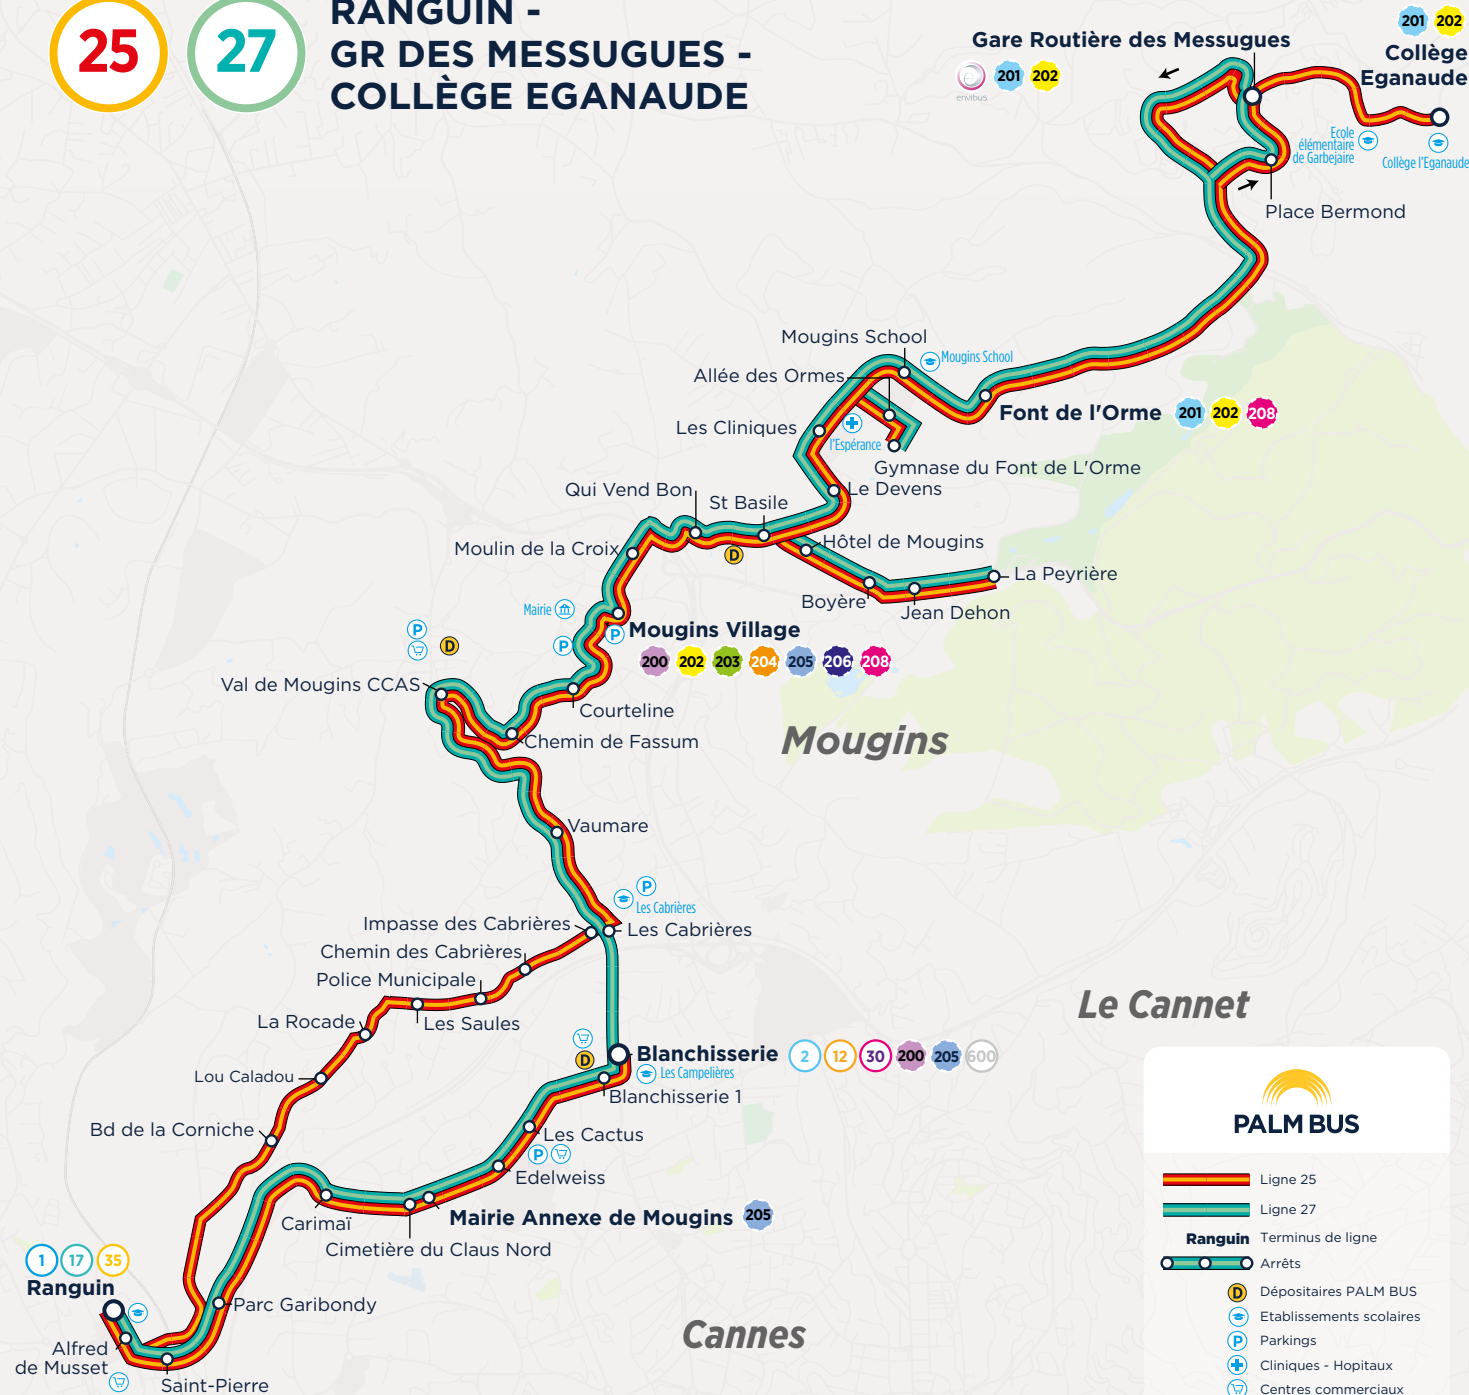 25
27
RANGUIN -
GR DES MESSUGUES -
COLLÈGE EGANAUDE
201 202
Collège
Eganaude
Gare Routière des Messugues
envibus
201 202
Ecole
élémentaire
de Garbejaire
Collège l'Eganaude
Place Bermond
Mougins School
Mougins School
Allée des Ormes
Font de l'Orme
201 202 208
Les Cliniques
l'Espérance
Gymnase du Font de L'Orme
Le Devens
Qui Vend Bon
St Basile
Moulin de la Croix
D
Hôtel de Mougins
La Peyrière
Boyère
Jean Dehon
Mairie
P
P
Mougins Village
200 202 203 204 205 206 208
P
D
Val de Mougins CCAS
Courteline
Chemin de Fassum
Mougins
Vaumare
P
Les Cabrières
Impasse des Cabrières
Les Cabrières
Chemin des Cabrières
Police Municipale
La Rocade
Les Saules
Le Cannet
D
Blanchisserie
2 12 30 200 205 600
Les Campelières
Lou Caladou
Blanchisserie 1
Bd de la Corniche
Les Cactus
P
Edelweiss
Carimaï
Mairie Annexe de Mougins
205
Cimetière du Claus Nord
1 17 35
Ranguin
Parc Garibondy
Alfred
de Musset
Saint-Pierre
Cannes
PALM BUS
Ligne 25
Ligne 27
Ranguin Terminus de ligne
Arrêts
D Dépositaires PALM BUS
Etablissements scolaires
P Parkings
Cliniques - Hopitaux
Centres commerciaux